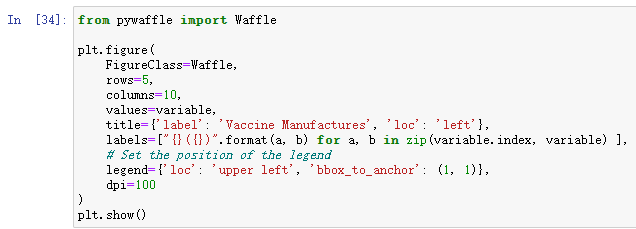 In [34]: from pywaffle import Waffle
plt.figure(
FigureClass=Waffle,
rows=5,
columns=10,
values=variable,
title={'label': 'Vaccine Manufactures', 'loc': 'left'},
labels=["{}({})".format(a, b) for a, b in zip(variable.index, variable) ],
# Set the position of the legend
legend={'loc': 'upper left', 'bbox_to_anchor': (1, 1)},
dpi=100
)
plt.show()